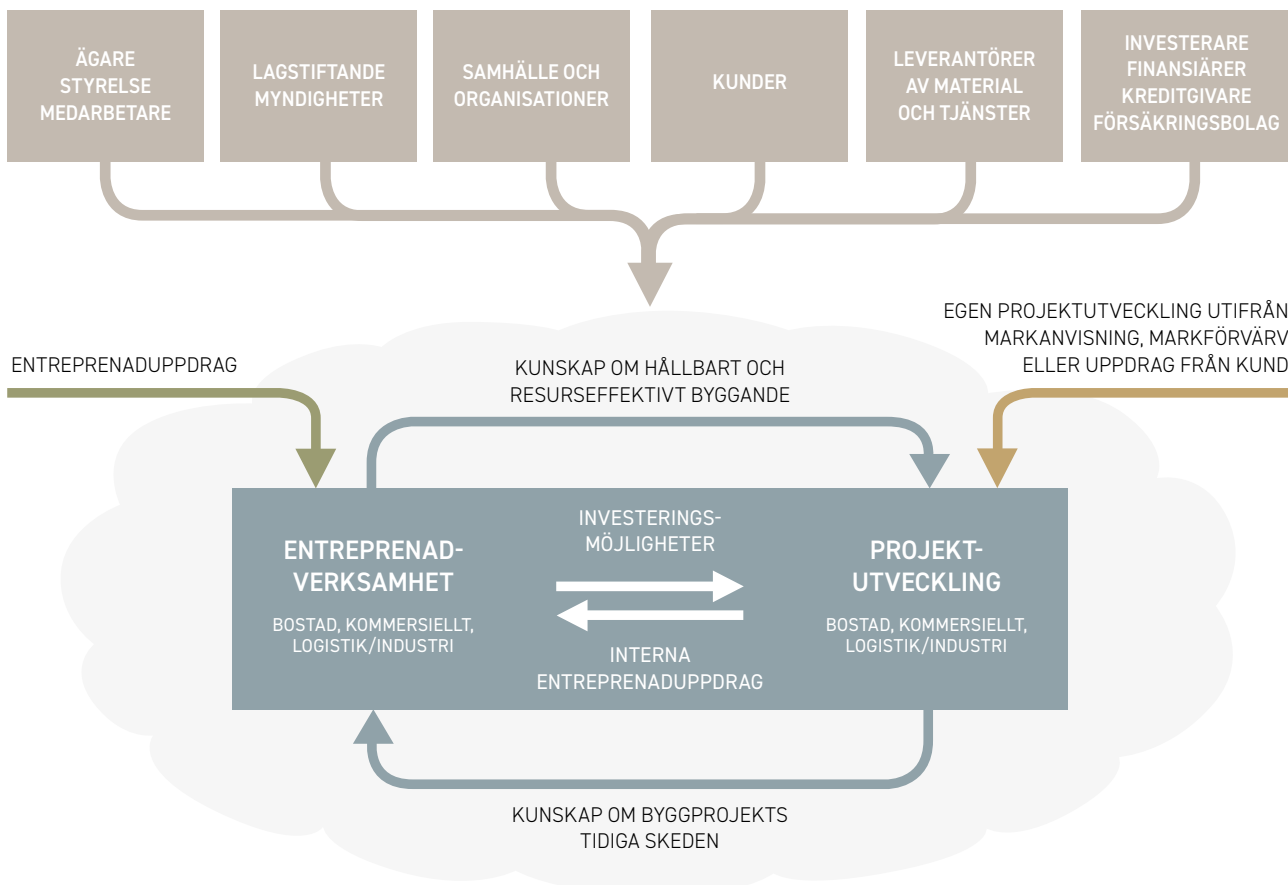 ÄGARE
STYRELSE
MEDARBETARE
LAGSTIFTANDE
MYNDIGHETER
SAMHÄLLE OCH
ORGANISATIONER
KUNDER
LEVERANTÖRER
AV MATERIAL
OCH TJÄNSTER
INVESTERARE
FINANSIÄRER
KREDITGIVARE
FÖRSÄKRINGSBOLAG
ENTREPRENADUPPDRAG
KUNSKAP OM HÅLLBART OCH
RESURSEFFEKTIVT BYGGANDE
EGEN PROJEKTUTVECKLING UTIFRÅN
MARKANVISNING, MARKFÖRVÄRV
ELLER UPPDRAG FRÅN KUND
ENTREPRENAD-
VERKSAMHET
BOSTAD, KOMMERSIELLT,
LOGISTIK/INDUSTRI
INVESTERINGS-
MÖJLIGHETER
INTERNA
ENTREPRENADUPPDRAG
PROJEKT-
UTVECKLING
BOSTAD, KOMMERSIELLT,
LOGISTIK/INDUSTRI
KUNSKAP OM BYGGPROJEKTS
TIDIGA SKEDEN